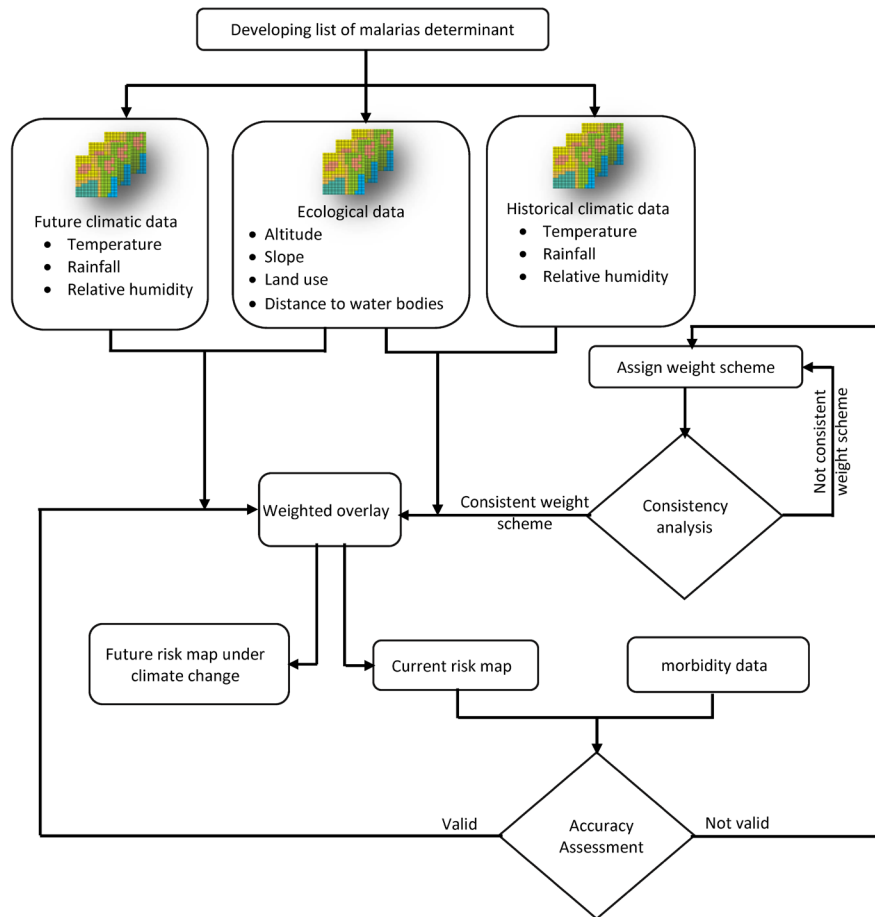 Developing list of malarias determinant
Future climatic data
• Temperature
• Rainfall
• Relative humidity
Ecological data
• Altitude
• Slope
• Land use
• Distance to water bodies
Historical climatic data
• Temperature
• Rainfall
• Relative humidity
Assign weight scheme
Not consistent
weight scheme
Consistency
analysis
Consistent weight
scheme
Weighted overlay
Future risk map under
climate change
Current risk map
morbidity data
Accuracy
Assessment
Valid
Not valid